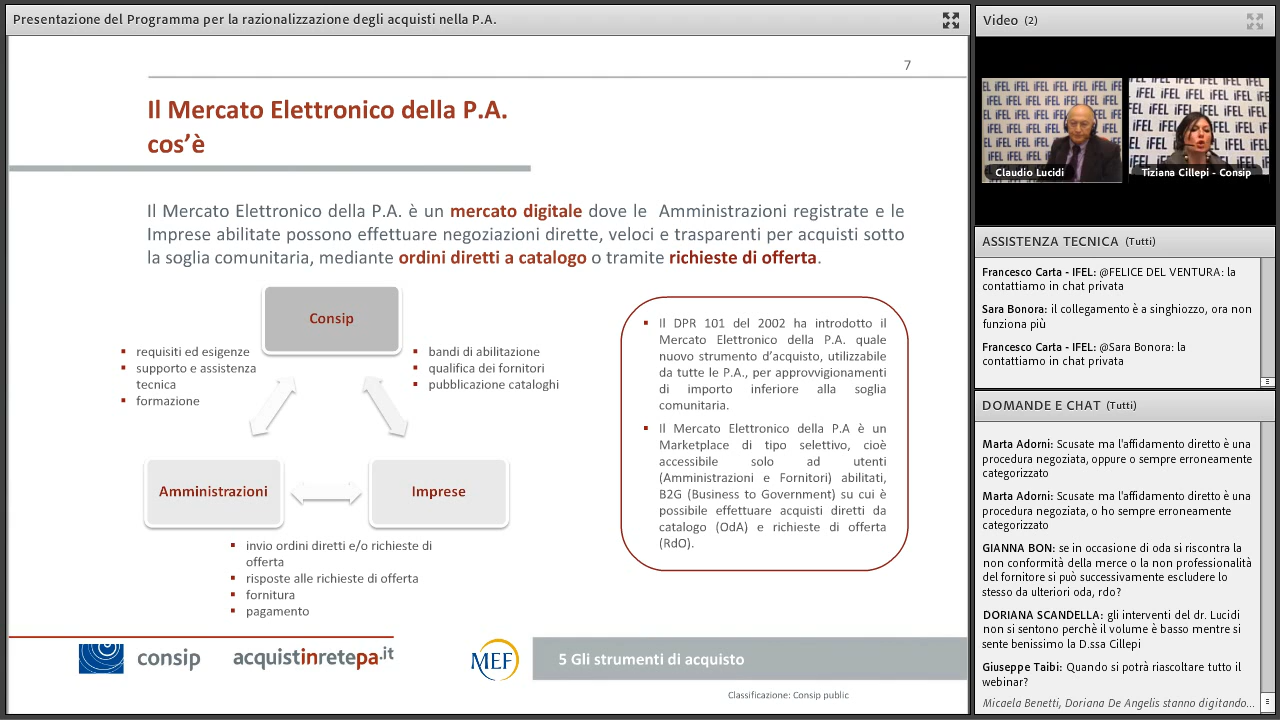 Presentazione del Programma per la razionalizzazione degli acquisti nella P.A.
7
Il Mercato Elettronico della P.A.
cos’è
Il Mercato Elettronico della P.A. è un mercato digitale dove le Amministrazioni registrate e le
Imprese abilitate possono effettuare negoziazioni dirette, veloci e trasparenti per acquisti sotto
la soglia comunitaria, mediante ordini diretti a catalogo o tramite richieste di offerta.
Consip
requisiti ed esigenze
supporto e assistenza
tecnica
formazione
bandi di abilitazione
qualifica dei fornitori
pubblicazione cataloghi
Amministrazioni
Imprese
invio ordini diretti e/o richieste di
offerta
risposte alle richieste di offerta
fornitura
pagamento
Il DPR 101 del 2002 ha introdotto il
Mercato Elettronico della P.A. quale
nuovo strumento d’acquisto, utilizzabile
da tutte le P.A., per approvvigionamenti
di importo inferiore alla soglia
comunitaria.
Il Mercato Elettronico della P.A è un
Marketplace di tipo selettivo, cioè
accessibile solo ad utenti
(Amministrazioni e Fornitori) abilitati,
B2G (Business to Government) su cui è
possibile effettuare acquisti diretti da
catalogo (OdA) e richieste di offerta
(RdO).
consip
acquistinretepa.it
MEF
5 Gli strumenti di acquisto
Classificazione: Consip public
Video (2)
iFEL
Claudio Lucidi
Tiziana Cillepi - Consip
ASSISTENZA TECNICA (Tutti)
Francesco Carta - IFEL: @FELICE DEL VENTURA: la
contattiamo in chat privata
Sara Bonora: il collegamento è a singhiozzo, ora non
funziona più
Francesco Carta - IFEL: @Sara Bonora: la
contattiamo in chat privata
DOMANDE E CHAT (Tutti)
Marta Adorni: Scusate ma l'affidamento diretto è una
procedura negoziata, oppure o sempre erroneamente
categorizzato
Marta Adorni: Scusate ma l'affidamento diretto è una
procedura negoziata, o ho sempre erroneamente
categorizzato
GIANNA BON: se in occasione di oda si riscontra la
non conformità della merce o la non professionalità
del fornitore si può successivamente escludere lo
stesso da ulteriori oda, rdo?
DORIANA SCANDELLA: gli interventi del dr. Lucidi
non si sentono perchè il volume è basso mentre si
sente benissimo la D.ssa Cillepi
Giuseppe Taibi: Quando si potrà riascoltare tutto il
webinar?
Micaela Benetti, Doriana De Angelis stanno digitando...